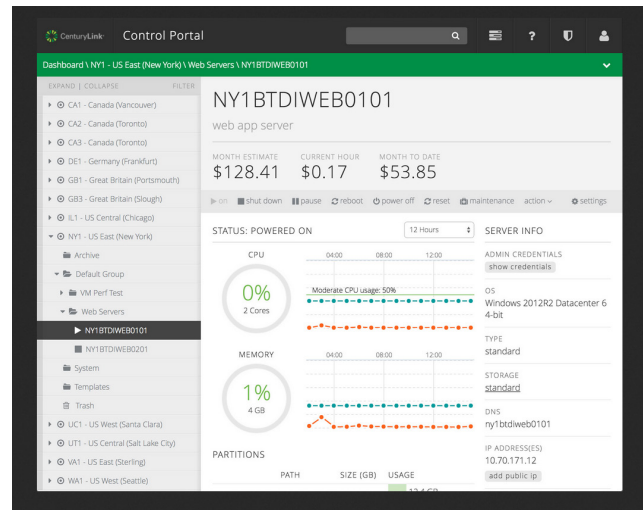 CenturyLink Control Portal
Dashboard \ NY1 - US East (New York) \ Web Servers \ NY1BTDIWEB0101
EXPAND | COLLAPSE FILTER
CA1 - Canada (Vancouver)
CA2 - Canada (Toronto)
CA3 - Canada (Toronto)
DE1 - Germany (Frankfurt)
GB1 - Great Britain (Portsmouth)
GB3 - Great Britain (Slough)
IL1 - US Central (Chicago)
NY1 - US East (New York)
Archive
Default Group
VM Perf Test
Web Servers
NY1BTDIWEB0101
NY1BTDIWEB0201
System
Templates
Trash
UC1 - US West (Santa Clara)
UT1 - US Central (Salt Lake City)
VA1 - US East (Sterling)
WA1 - US West (Seattle)
NY1BTDIWEB0101
web app server
MONTH ESTIMATE CURRENT HOUR MONTH TO DATE
$128.41 $0.17 $53.85
on shut down pause reboot power off reset maintenance action settings
STATUS: POWERED ON 12 Hours
CPU 04:00 08:00 12:00
0%
2 Cores
Moderate CPU usage: 50%
MEMORY 04:00 08:00 12:00
1%
4 GB
PARTITIONS
PATH SIZE (GB) USAGE
12.4 GB
SERVER INFO
ADMIN CREDENTIALS
show credentials
OS
Windows 2012R2 Datacenter 6
4-bit
TYPE
standard
STORAGE
standard
DNS
ny1btdiweb0101
IP ADDRESS(ES)
10.70.171.12
add public ip